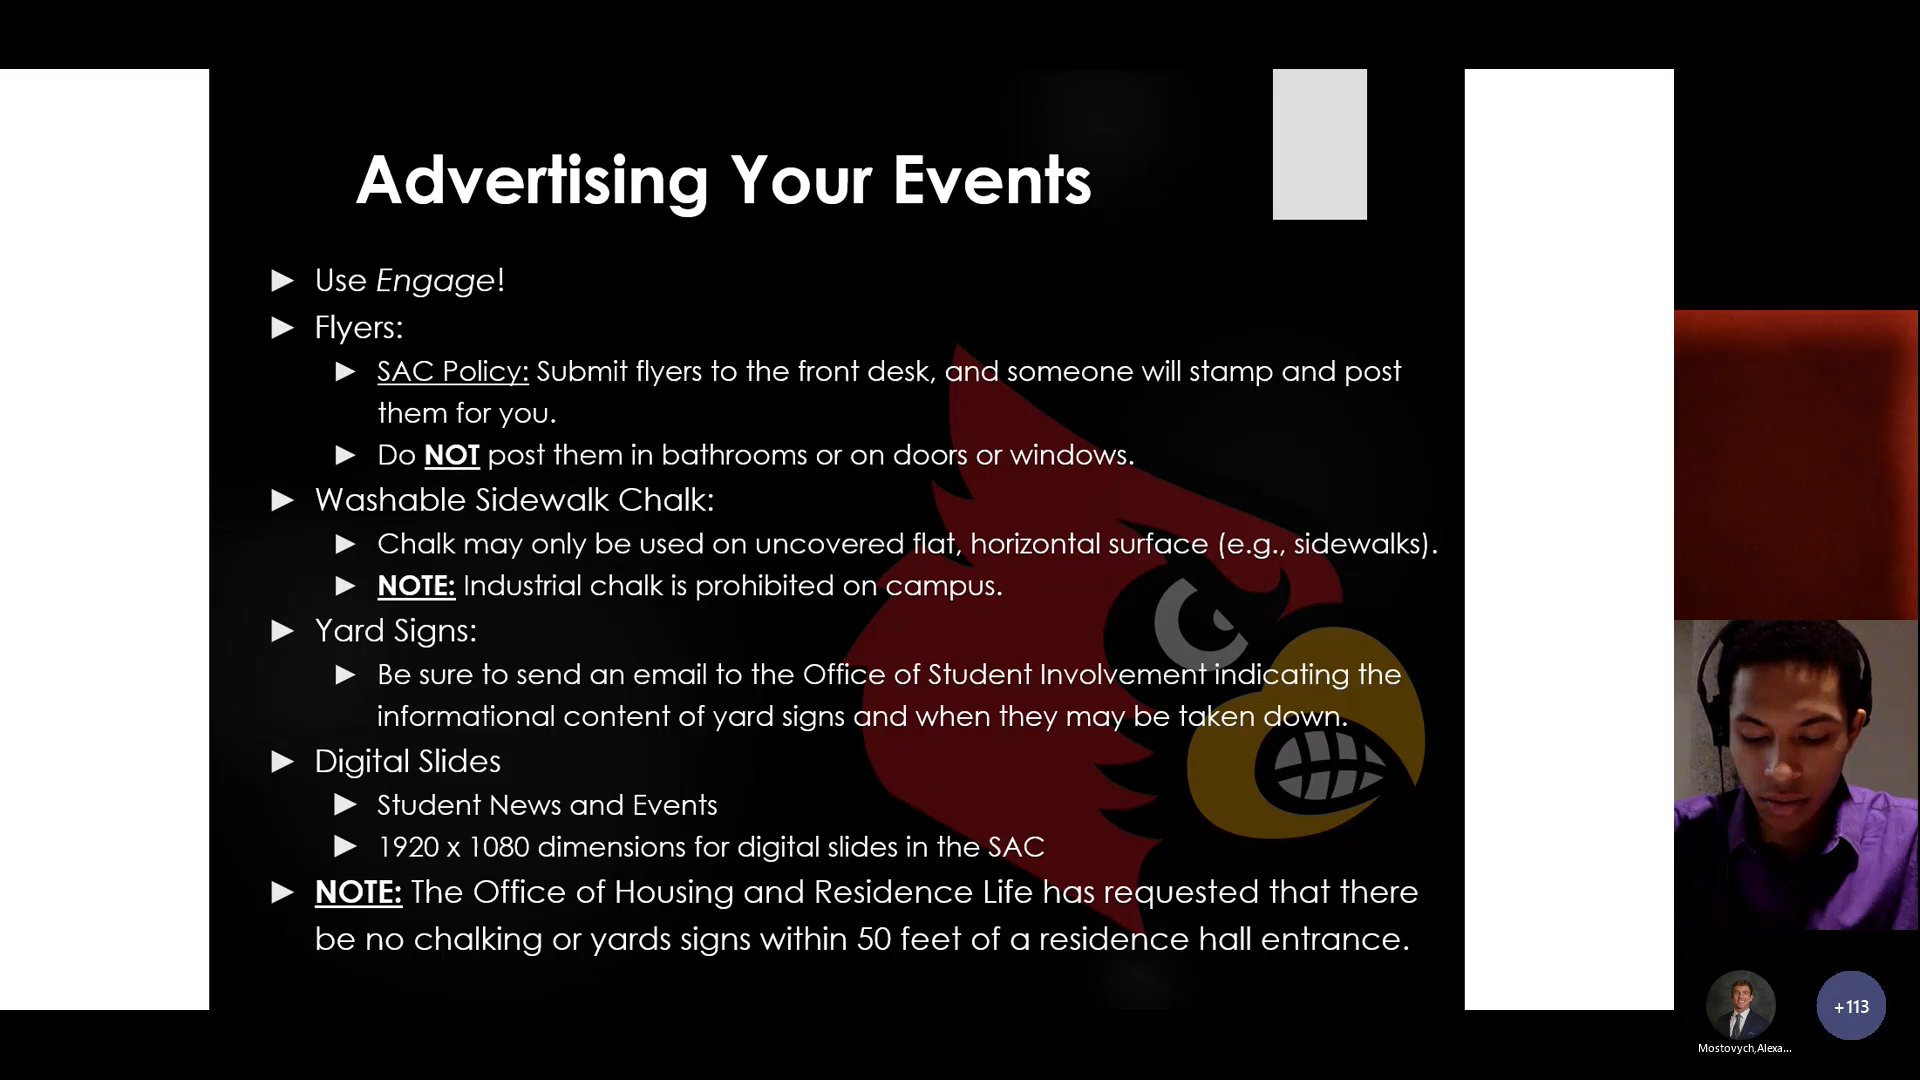 Advertising Your Events
► Use Engage!
► Flyers:
► SAC Policy: Submit flyers to the front desk, and someone will stamp and post
them for you.
► Do NOT post them in bathrooms or on doors or windows.
► Washable Sidewalk Chalk:
► Chalk may only be used on uncovered flat, horizontal surface (e.g., sidewalks).
► NOTE: Industrial chalk is prohibited on campus.
► Yard Signs:
► Be sure to send an email to the Office of Student Involvement indicating the
informational content of yard signs and when they may be taken down.
► Digital Slides
► Student News and Events
► 1920 x 1080 dimensions for digital slides in the SAC
► NOTE: The Office of Housing and Residence Life has requested that there
be no chalking or yards signs within 50 feet of a residence hall entrance.
+113
Mostovych,Alexa...